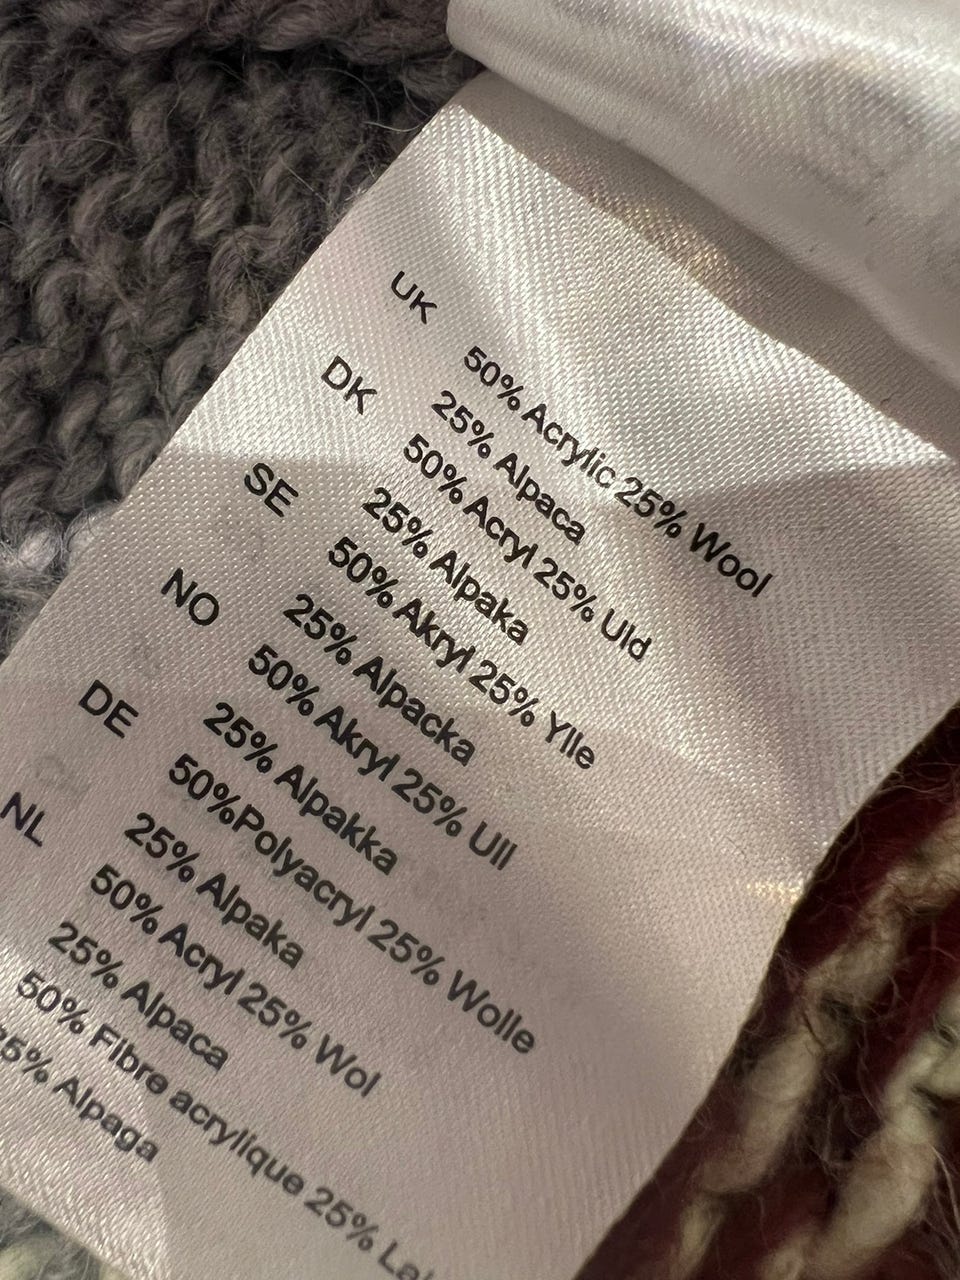 UK 50% Acrylic 25% Wool
25% Alpaca
DK 50% Acryl 25% Uld
25% Alpaka
SE 50% Akryl 25% Ylle
25% Alpacka
NO 50% Akryl 25% Ull
25% Alpakka
DE 50%Polyacryl 25% Wolle
25% Alpaka
NL 50% Acryl 25% Wol
25% Alpaca
50% Fibre acrylique 25%
25% Alpaga